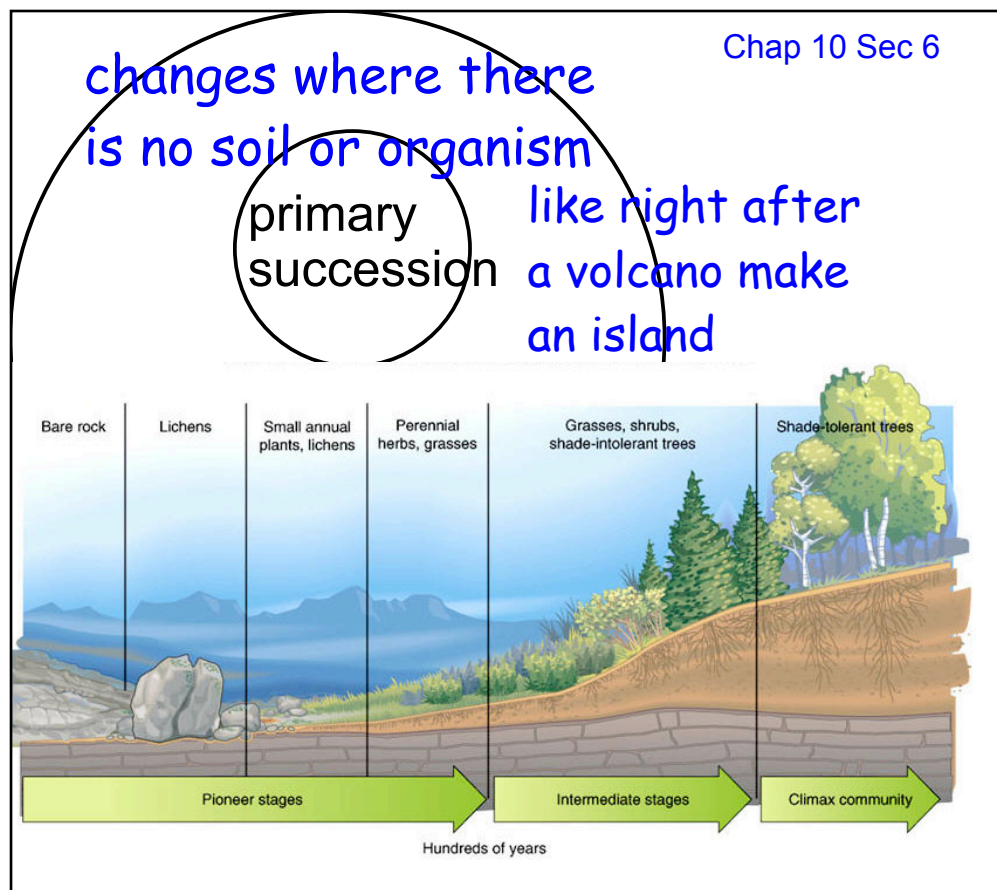 Chap 10 Sec 6
changes where there
is no soil or organism
primary
succession
like right after
a volcano make
an island
Bare rock
Lichens
Small annual
plants, lichens
Perennial
herbs, grasses
Grasses, shrubs,
shade-intolerant trees
Shade-tolerant trees
Pioneer stages
Intermediate stages
Climax community
Hundreds of years